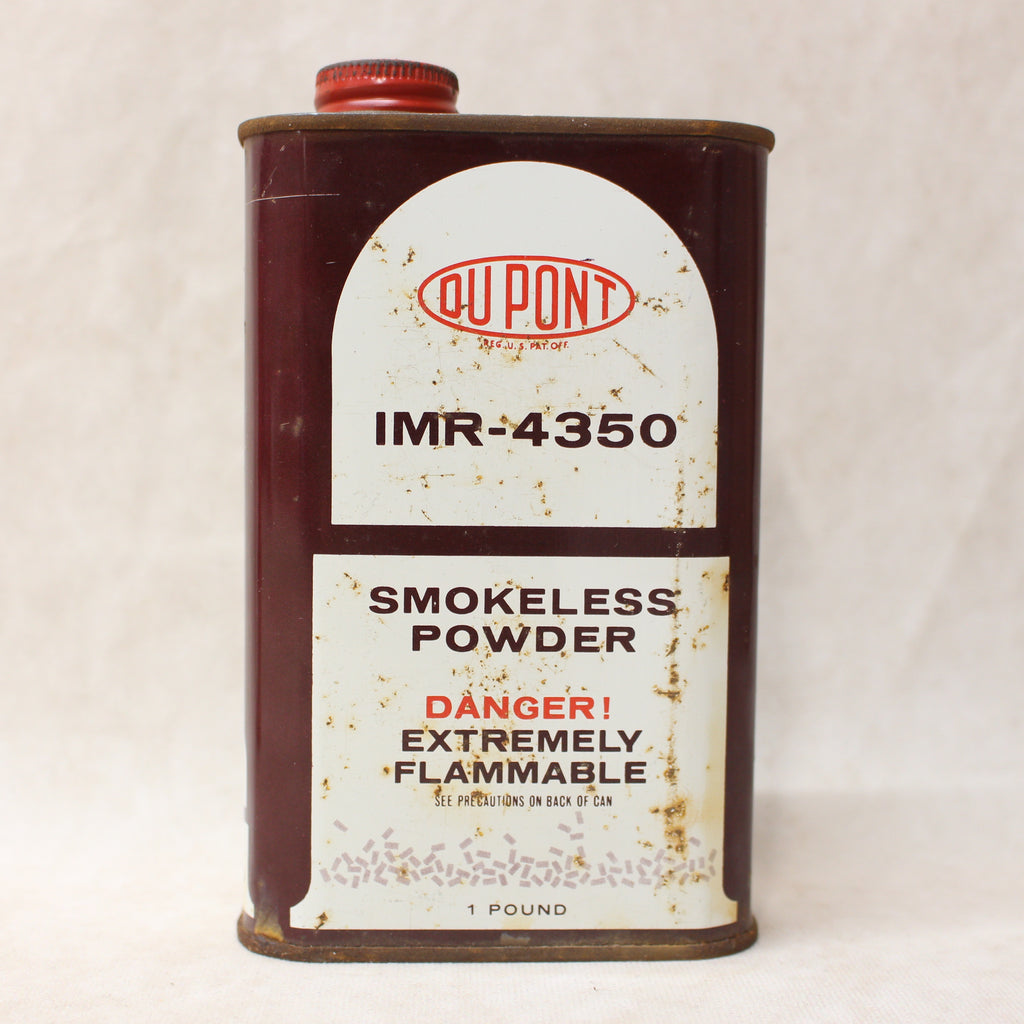 DU PONT
REG. U.S. PAT. OFF.
IMR-4350
SMOKELESS
POWDER
DANGER!
EXTREMELY
FLAMMABLE
SEE PRECAUTIONS ON BACK OF CAN
1 POUND